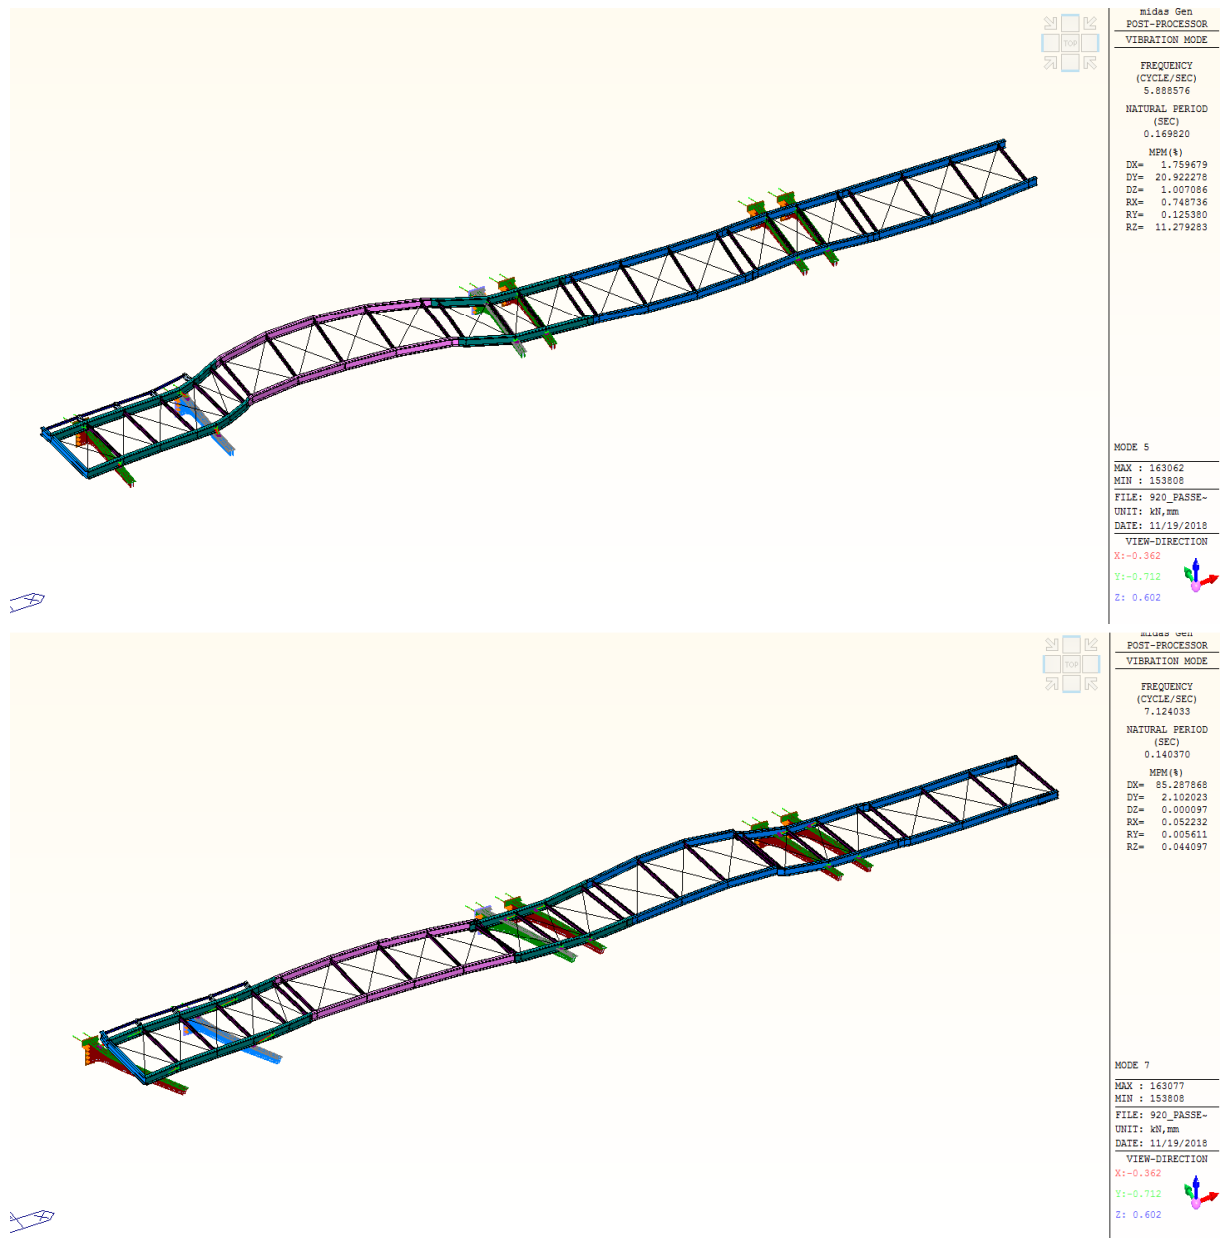 midas Gen
POST-PROCESSOR
VIBRATION MODE
FREQUENCY
(CYCLE/SEC)
5.888576
NATURAL PERIOD
(SEC)
0.169820
MPM(%)
DX= 1.759679
DY= 20.922278
DZ= 1.007086
RX= 0.748736
RY= 0.125380
RZ= 11.279283
TOP
MODE 5
MAX : 163062
MIN : 153808
FILE: 920_PASSE~
UNIT: kN,mm
DATE: 11/19/2018
VIEW-DIRECTION
X:-0.362
Y:-0.712
Z: 0.602
midas Gen
POST-PROCESSOR
VIBRATION MODE
FREQUENCY
(CYCLE/SEC)
7.124033
NATURAL PERIOD
(SEC)
0.140370
MPM(%)
DX= 85.287868
DY= 2.102023
DZ= 0.000097
RX= 0.052232
RY= 0.005611
RZ= 0.044097
TOP
MODE 7
MAX : 163077
MIN : 153808
FILE: 920_PASSE~
UNIT: kN,mm
DATE: 11/19/2018
VIEW-DIRECTION
X:-0.362
Y:-0.712
Z: 0.602